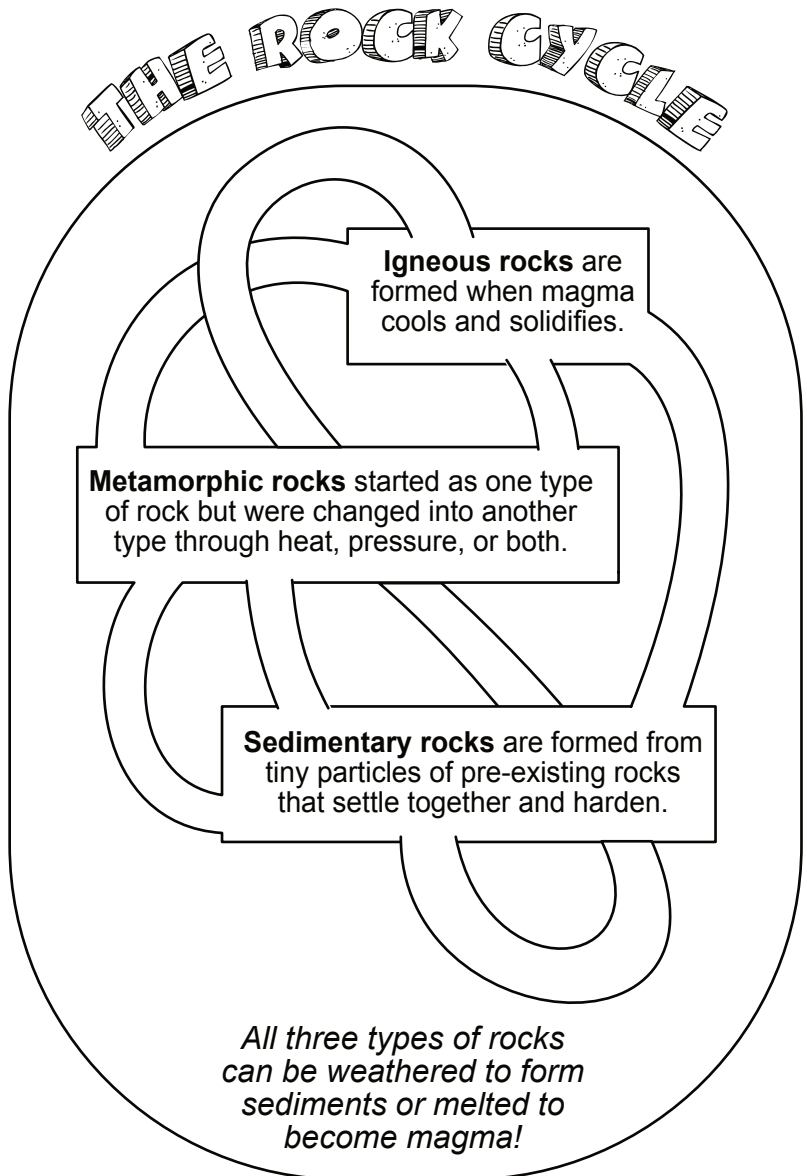 THE ROCK CYCLE
Igneous rocks are
formed when magma
cools and solidifies.
Metamorphic rocks started as one type
of rock but were changed into another
type through heat, pressure, or both.
Sedimentary rocks are formed from
tiny particles of pre-existing rocks
that settle together and harden.
All three types of rocks
can be weathered to form
sediments or melted to
become magma!